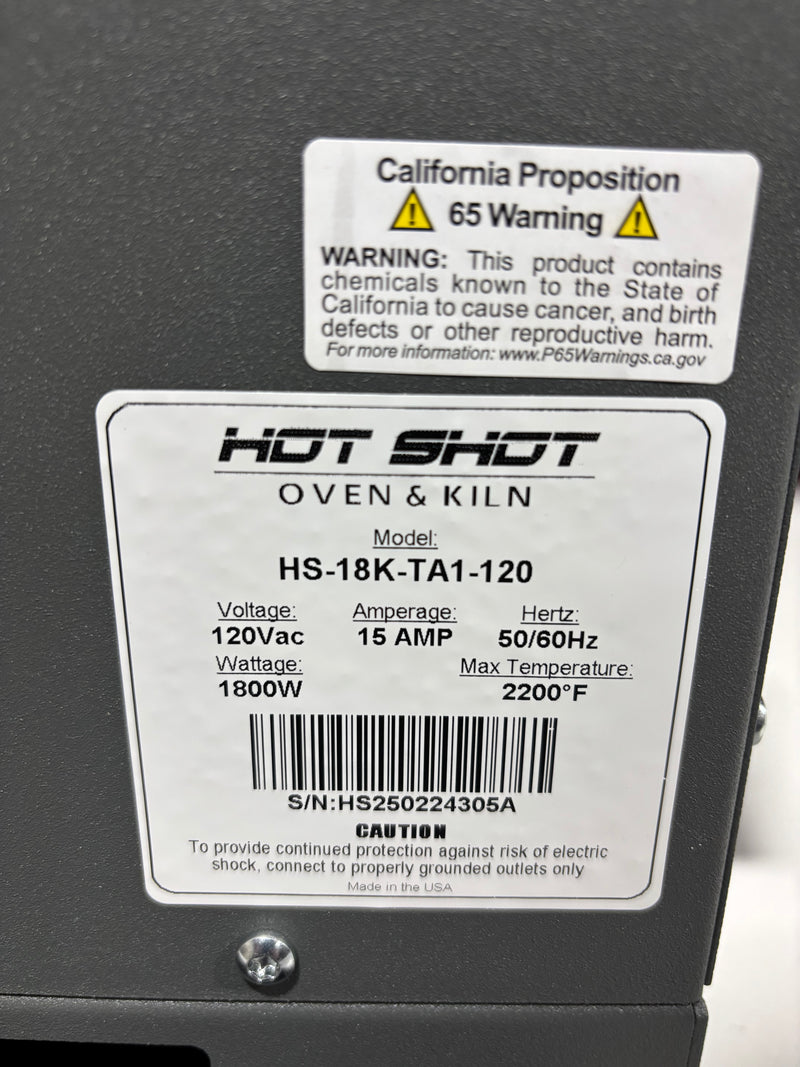 California Proposition
65 Warning
WARNING: This product contains
chemicals known to the State of
California to cause cancer, and birth
defects or other reproductive harm.
For more information: www.P65Warnings.ca.gov
HOT SHOT
OVEN & KILN
Model:
HS-18K-TA1-120
Voltage: Amperage: Hertz:
120Vac 15 AMP 50/60Hz
Wattage: Max Temperature:
1800W 2200°F
S/N:HS250224305A
CAUTION
To provide continued protection against risk of electric
shock, connect to properly grounded outlets only
Made in the USA